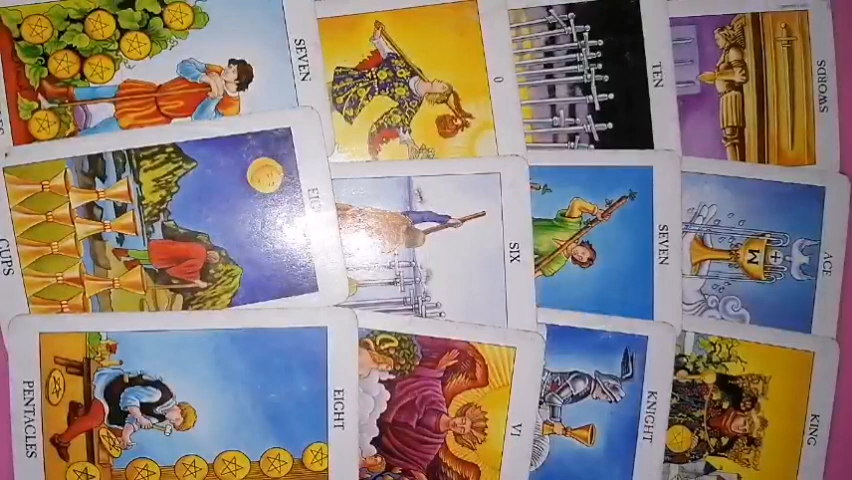 SEVEN
0
TEN
SWORDS
CUPS
SIX
SEVEN
ACE
PENTACLES
EIGHT
VI
KNIGHT
KING